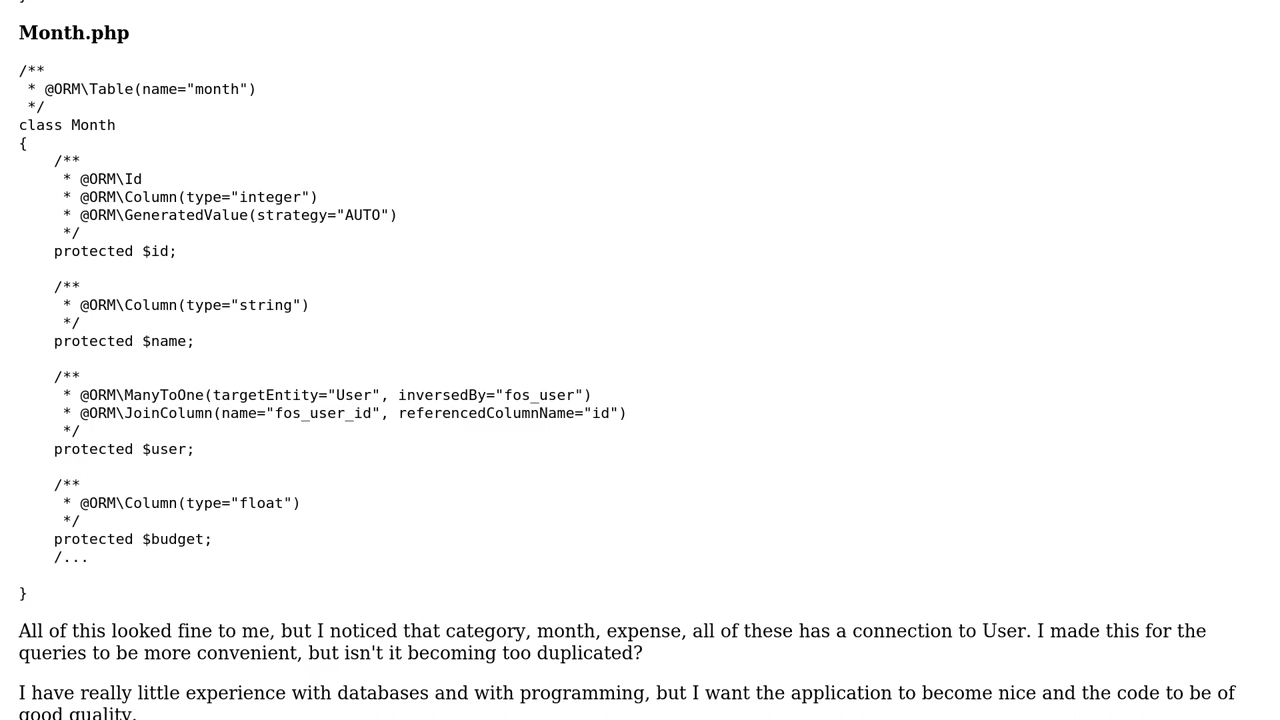 Month.php
/**
 * @ORM\Table(name="month")
 */
class Month
{
    /**
     * @ORM\Id
     * @ORM\Column(type="integer")
     * @ORM\GeneratedValue(strategy="AUTO")
     */
    protected $id;

    /**
     * @ORM\Column(type="string")
     */
    protected $name;

    /**
     * @ORM\ManyToOne(targetEntity="User", inversedBy="fos_user")
     * @ORM\JoinColumn(name="fos_user_id", referencedColumnName="id")
     */
    protected $user;

    /**
     * @ORM\Column(type="float")
     */
    protected $budget;
    /...

}
All of this looked fine to me, but I noticed that category, month, expense, all of these has a connection to User. I made this for the
queries to be more convenient, but isn't it becoming too duplicated?
I have really little experience with databases and with programming, but I want the application to become nice and the code to be of
good quality.